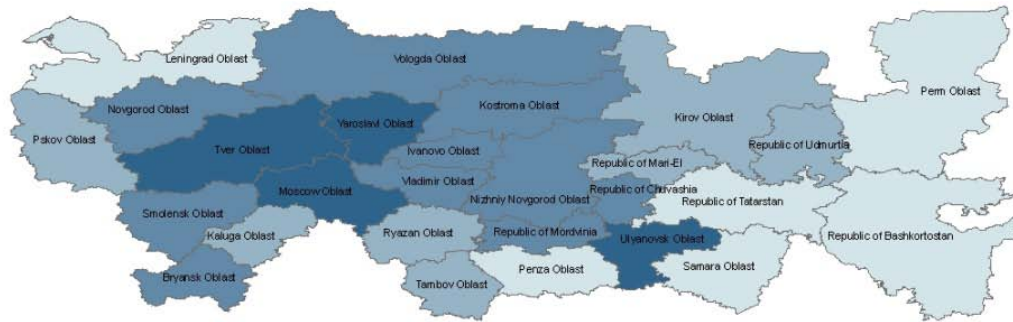 Leningrad Oblast
Vologda Oblast
Perm Oblast
Novgorod Oblast
Kostroma Oblast
Yaroslavl Oblast
Kirov Oblast
Pskov Oblast
Tver Oblast
Ivanovo Oblast
Republic of Udmurtia
Republic of Mari-El
Vladimir Oblast
Moscow Oblast
Republic of Chuvashia
Nizhniy Novgorod Oblast
Republic of Tatarstan
Smolensk Oblast
Kaluga Oblast
Ryazan Oblast
Republic of Mordvinia
Ulyanovsk Oblast
Republic of Bashkortostan
Penza Oblast
Samara Oblast
Bryansk Oblast
Tambov Oblast